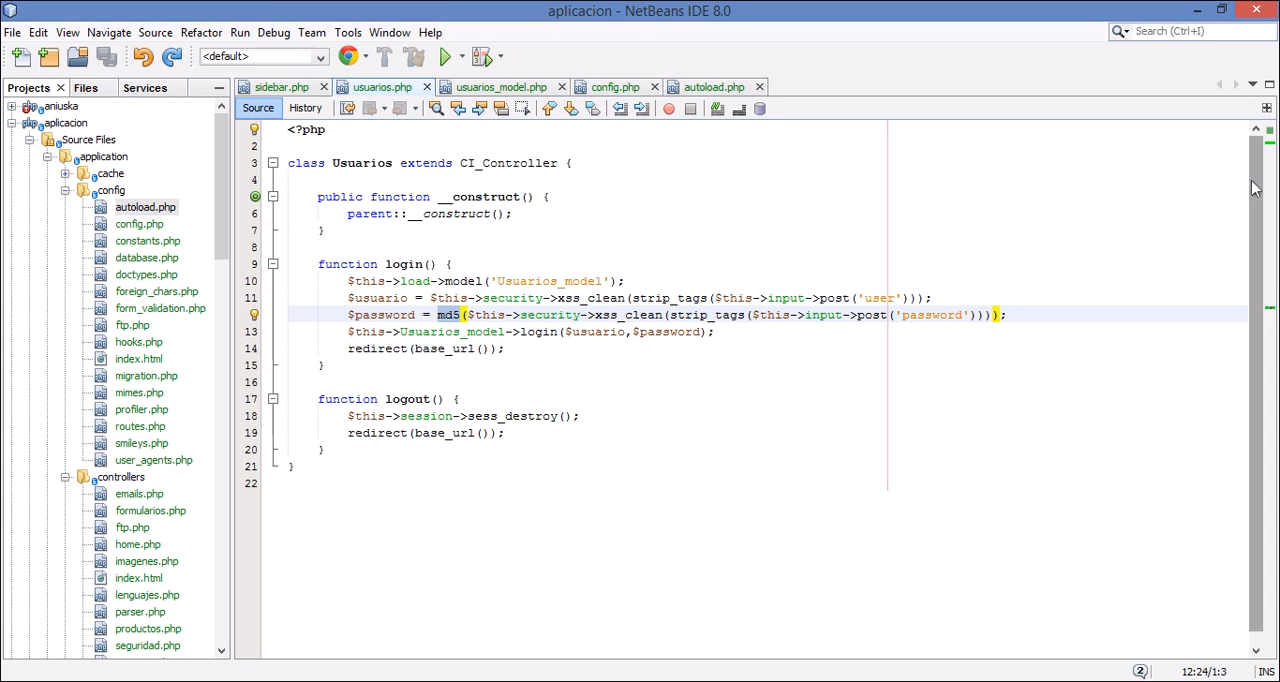 aplicacion - NetBeans IDE 8.0
File Edit View Navigate Source Refactor Run Debug Team Tools Window Help
Search (Ctrl+I)
<default>
Projects Files Services
sidebar.php usuarios.php usuarios_model.php config.php autoload.php
Source History
aniuska
aplicacion
Source Files
application
cache
config
autoload.php
config.php
constants.php
database.php
doctypes.php
foreign_chars.php
form_validation.php
ftp.php
hooks.php
index.html
migration.php
mimes.php
profiler.php
routes.php
smileys.php
user_agents.php
controllers
emails.php
formularios.php
ftp.php
home.php
imagenes.php
index.html
lenguajes.php
parser.php
productos.php
seguridad.php
<?php
2
3 class Usuarios extends CI_Controller {
4
public function __construct() {
6 parent::__construct();
7 }
8
9 function login() {
10 $this->load->model('Usuarios_model');
11 $usuario = $this->security->xss_clean(strip_tags($this->input->post('user')));
$password = md5($this->security->xss_clean(strip_tags($this->input->post('password'))));
13 $this->Usuarios_model->login($usuario,$password);
14 redirect(base_url());
15 }
16
17 function logout() {
18 $this->session->sess_destroy();
19 redirect(base_url());
20 }
21 }
22
2 12:24/1:3 INS